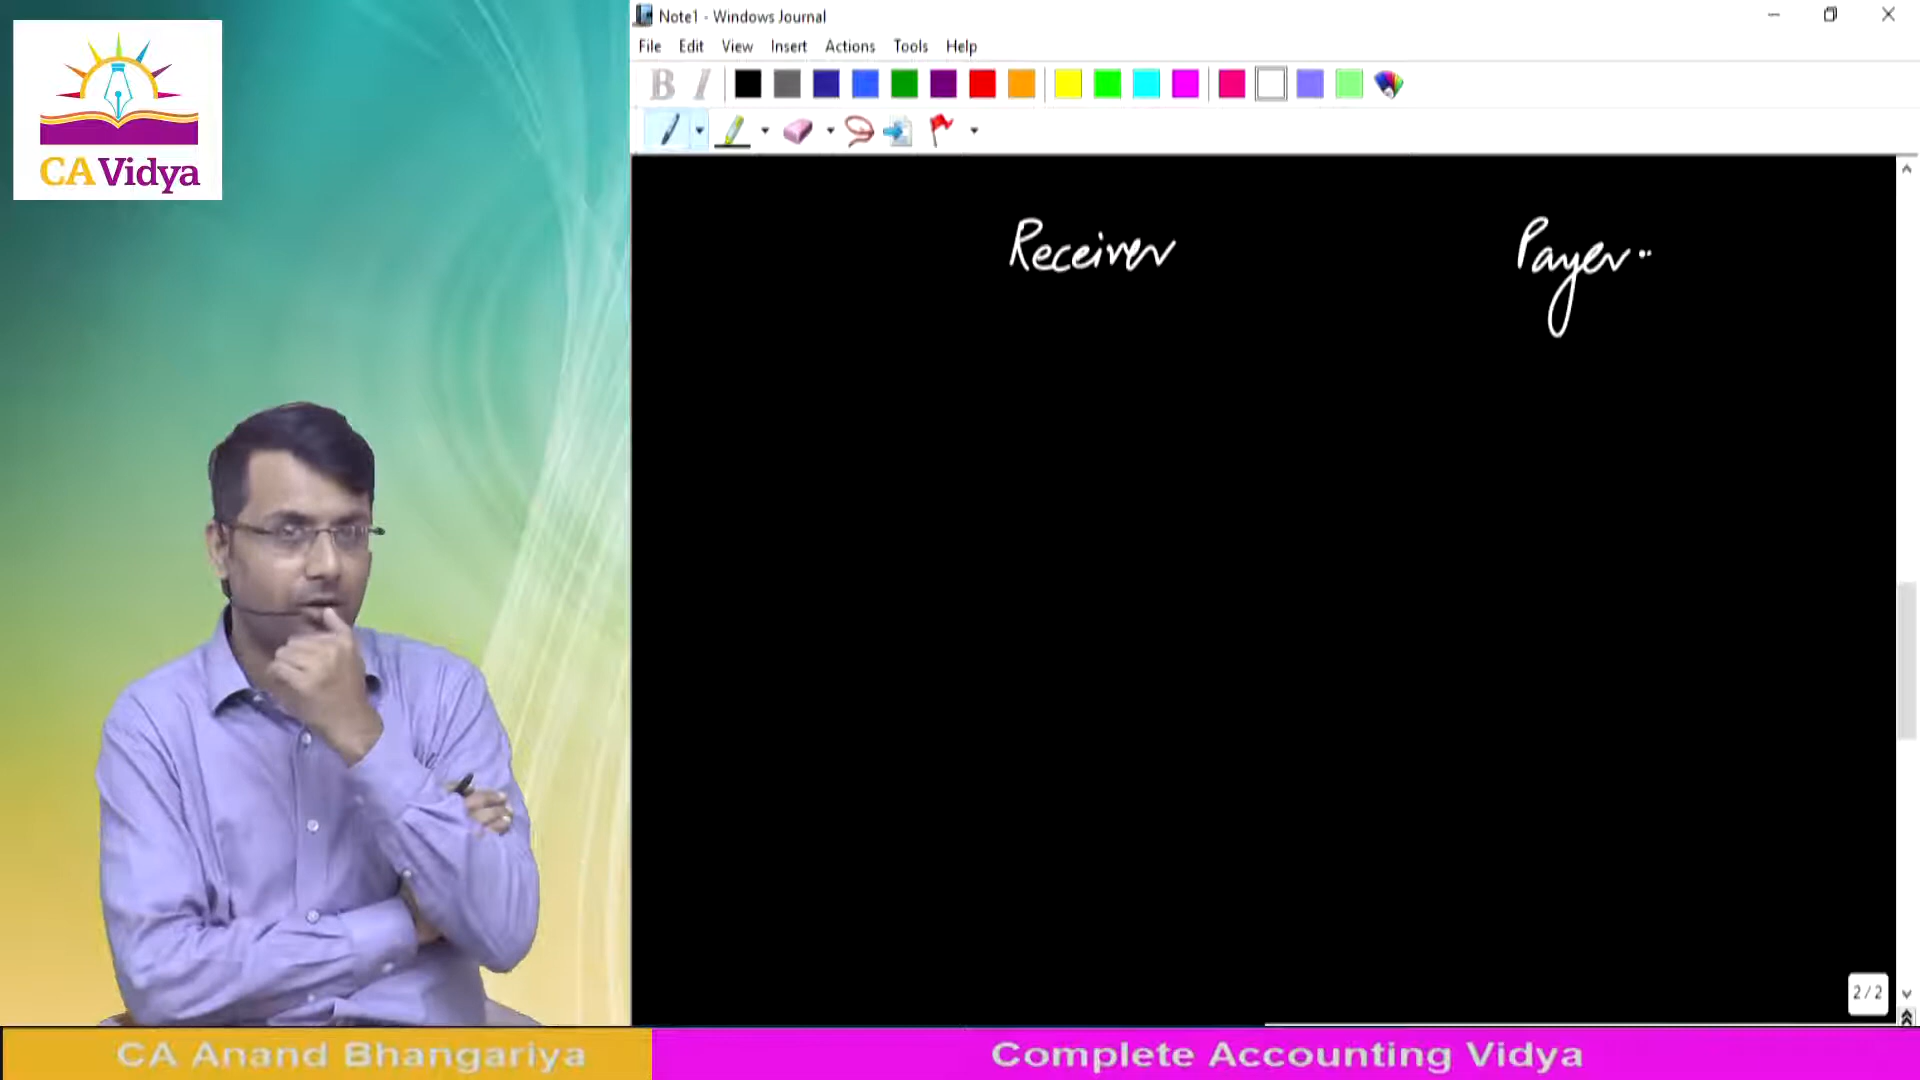 CA Vidya
Note1 - Windows Journal
File Edit View Insert Actions Tools Help
B I
Receiver Payer
2 / 2
CA Anand Bhangariya
Complete Accounting Vidya